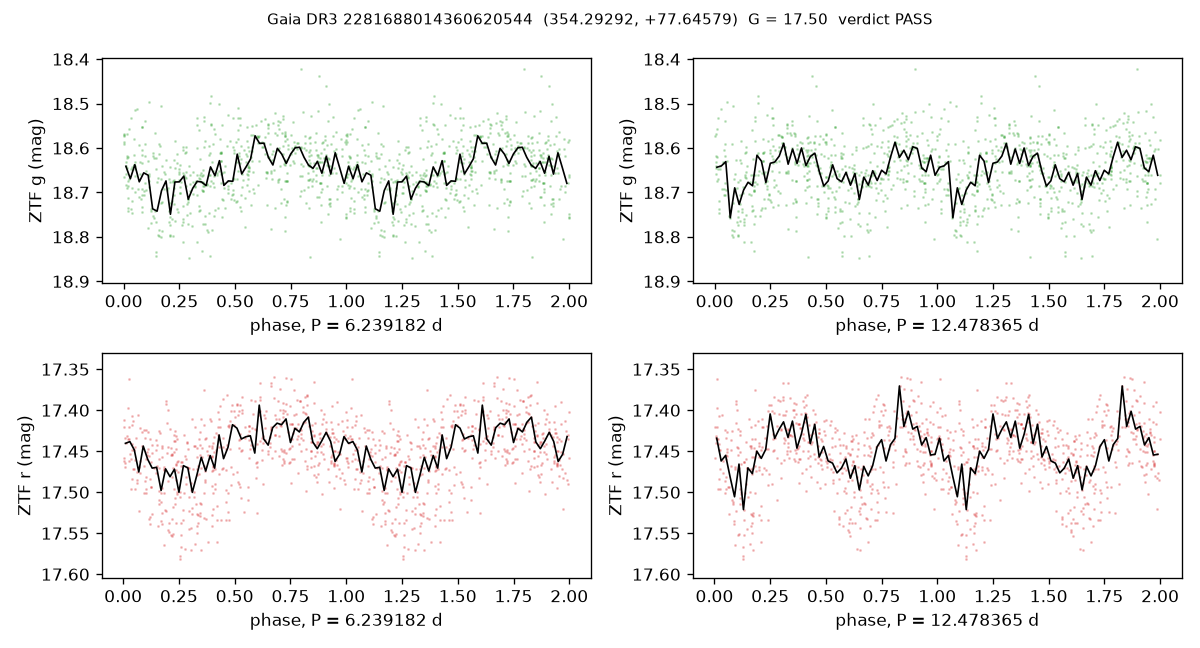 Gaia DR3 2281688014360620544  (354.29292, +77.64579)  G = 17.50  verdict PASS
18.4
18.5
18.6
18.7
18.8
18.9
ZTF g (mag)
0.00 0.25 0.50 0.75 1.00 1.25 1.50 1.75 2.00
phase, P = 6.239182 d
18.4
18.5
18.6
18.7
18.8
18.9
ZTF g (mag)
0.00 0.25 0.50 0.75 1.00 1.25 1.50 1.75 2.00
phase, P = 12.478365 d
17.35
17.40
17.45
17.50
17.55
17.60
ZTF r (mag)
0.00 0.25 0.50 0.75 1.00 1.25 1.50 1.75 2.00
phase, P = 6.239182 d
17.35
17.40
17.45
17.50
17.55
17.60
ZTF r (mag)
0.00 0.25 0.50 0.75 1.00 1.25 1.50 1.75 2.00
phase, P = 12.478365 d